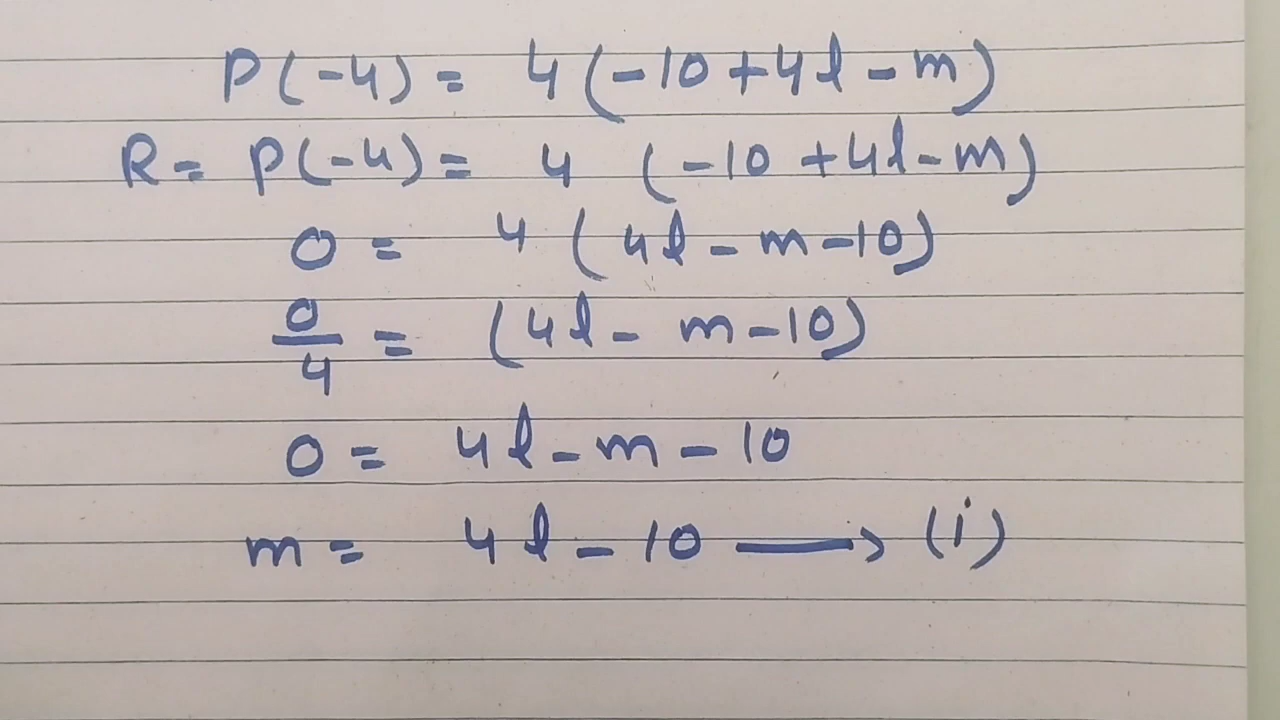 P(-4) = 4(-10+4l-m)
R = P(-4) = 4 (-10+4l-m)
0 = 4(4l-m-10)
0/4 = (4l-m-10)
0 = 4l-m-10
m = 4l-10 → (i)